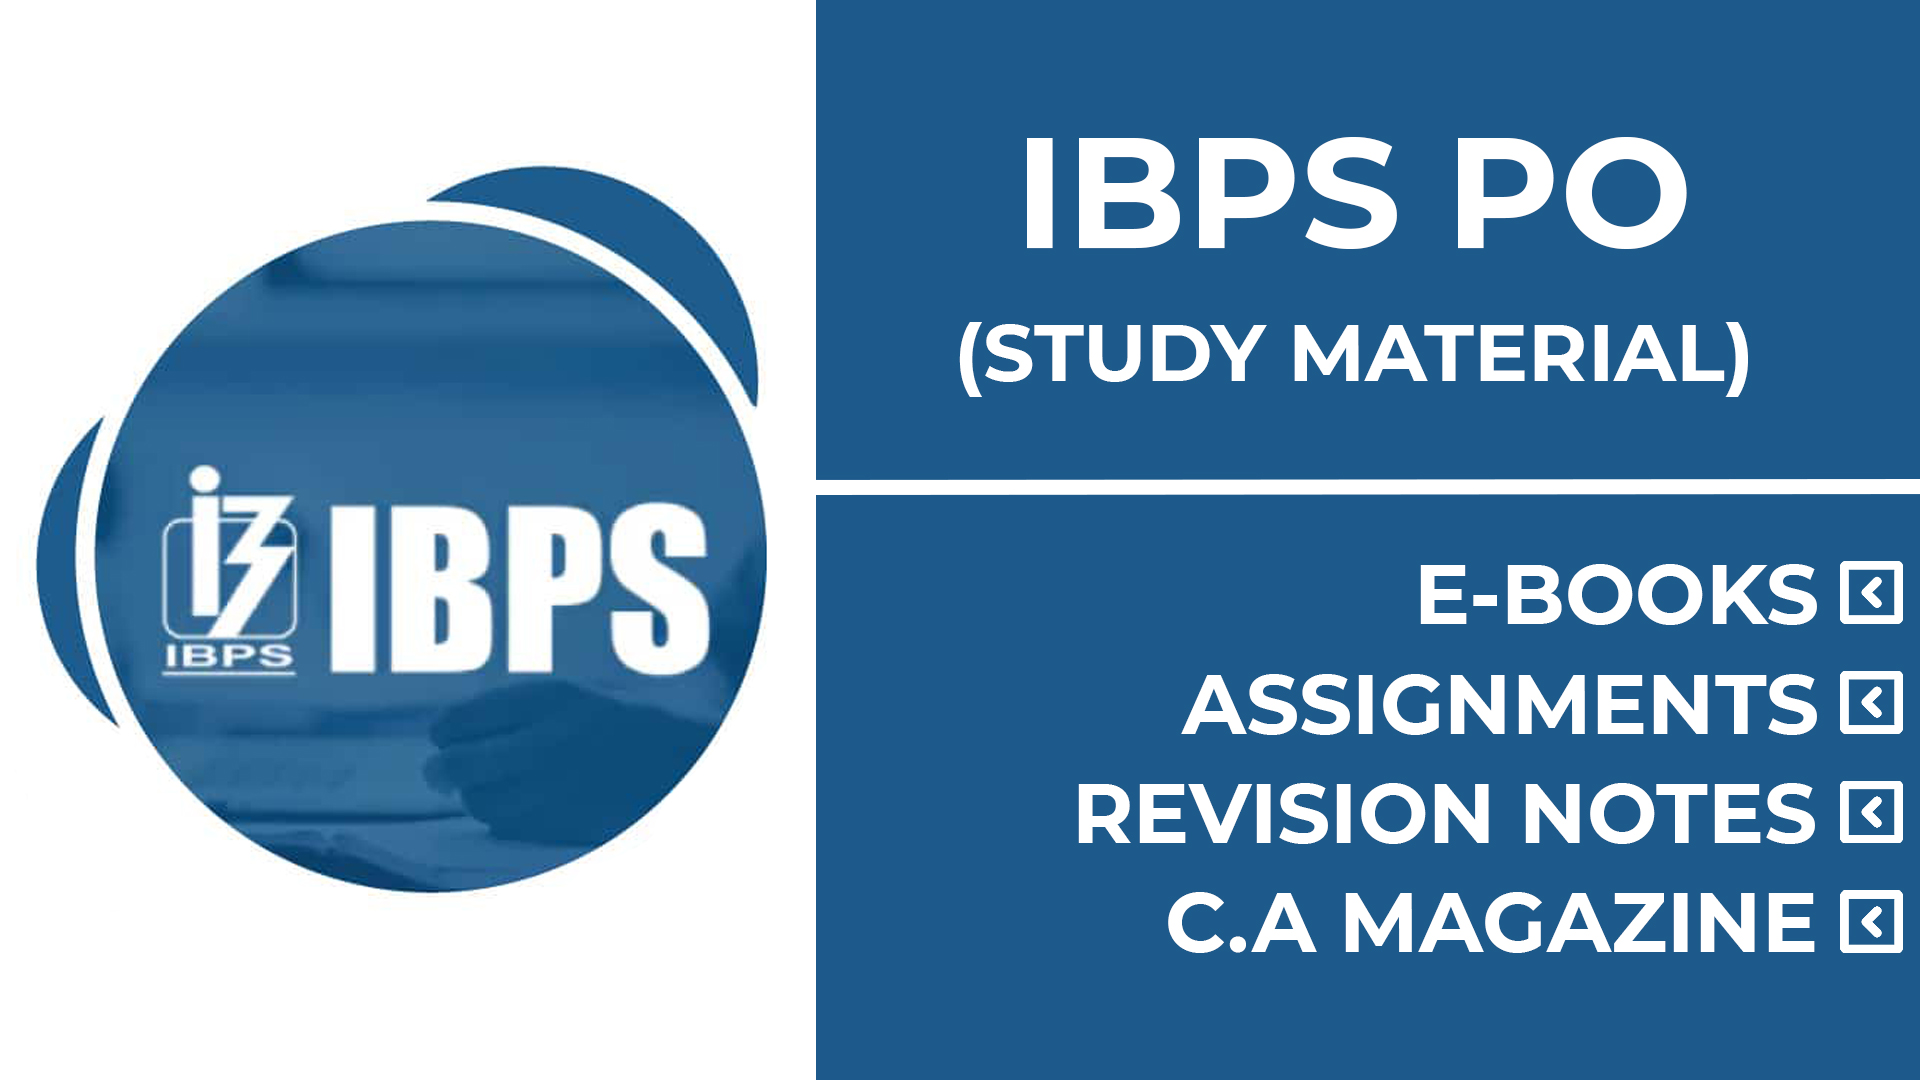 IBPS
IBPS
IBPS PO
(STUDY MATERIAL)
E-BOOKS
ASSIGNMENTS
REVISION NOTES
C.A MAGAZINE